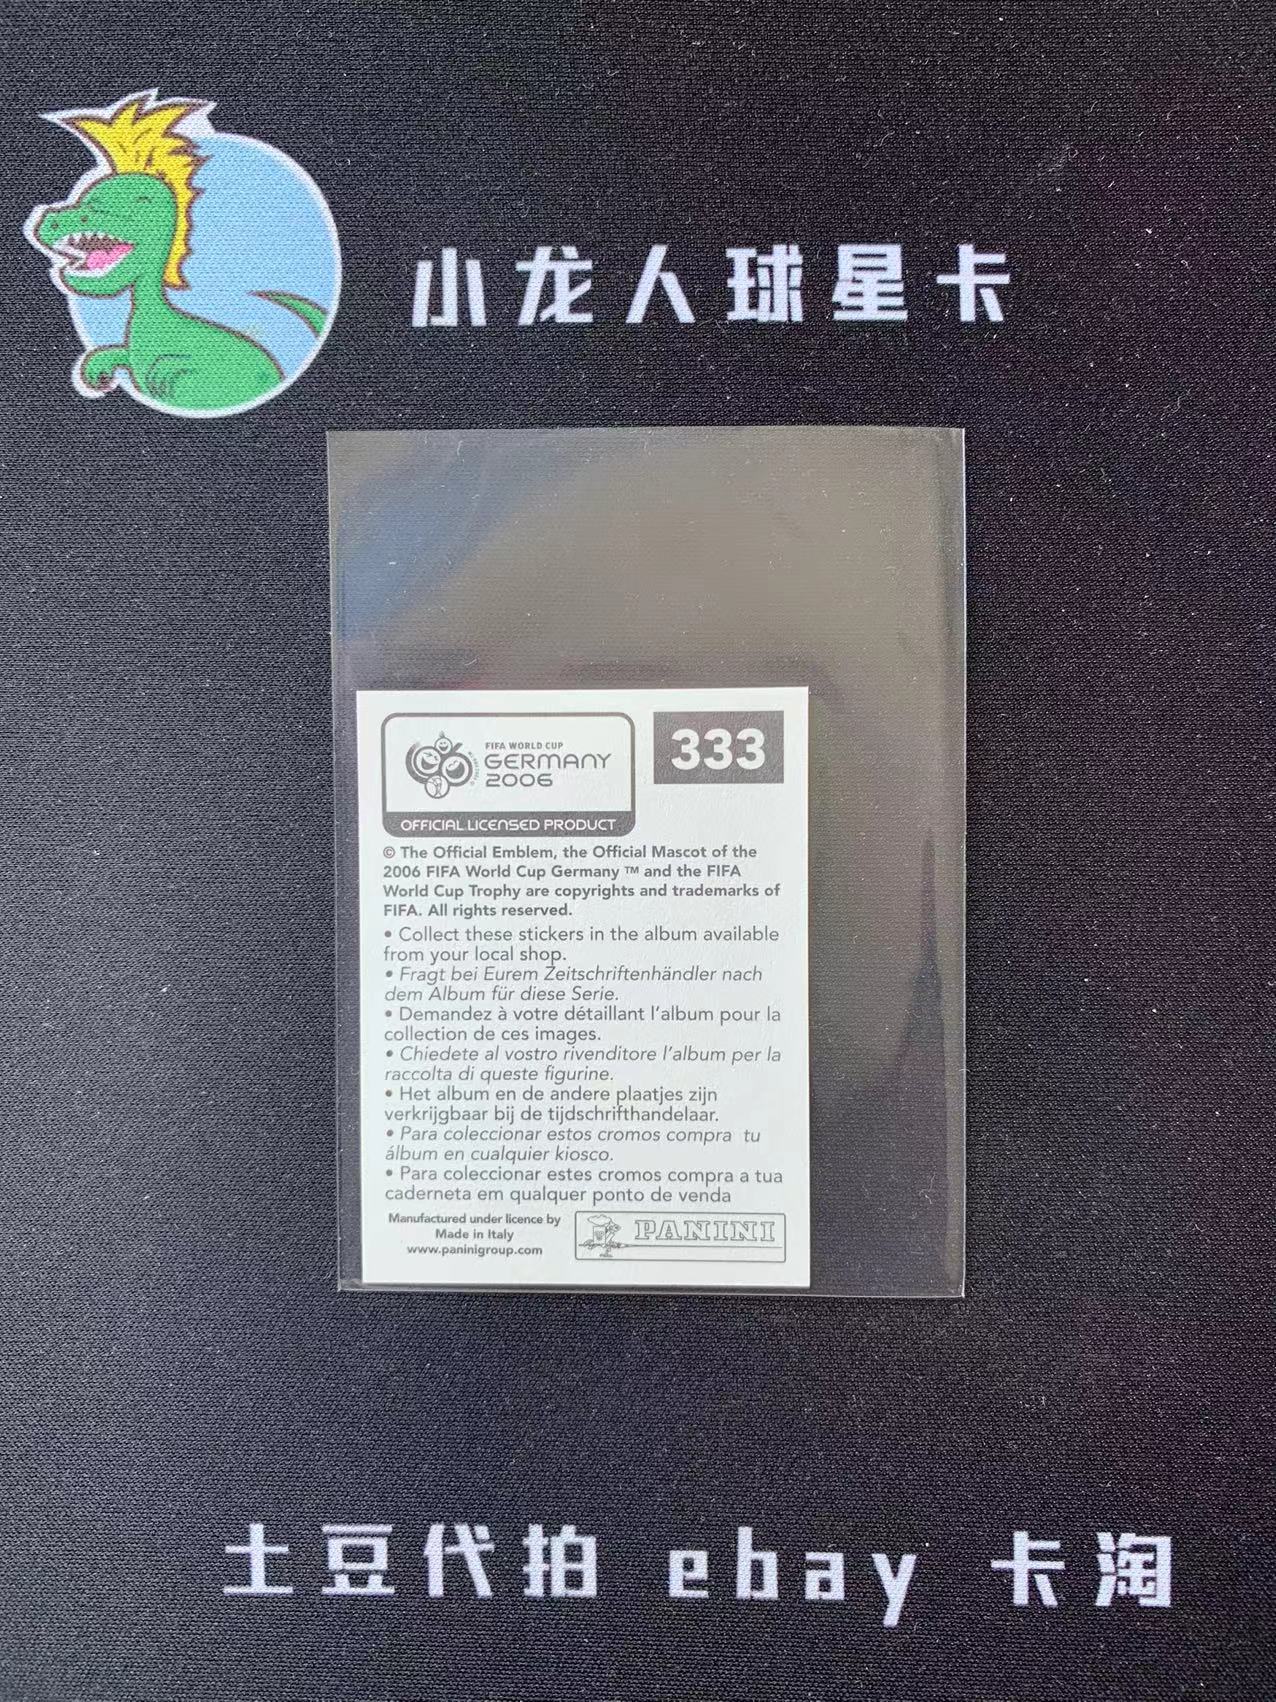 小龙人球星卡
FIFA WORLD CUP
GERMANY
2006
OFFICIAL LICENSED PRODUCT
333
© The Official Emblem, the Official Mascot of the
2006 FIFA World Cup Germany ™ and the FIFA
World Cup Trophy are copyrights and trademarks of
FIFA. All rights reserved.
• Collect these stickers in the album available
from your local shop.
• Fragt bei Eurem Zeitschriftenhändler nach
dem Album für diese Serie.
• Demandez à votre détaillant l'album pour la
collection de ces images.
• Chiedete al vostro rivenditore l'album per la
raccolta di queste figurine.
• Het album en de andere plaatjes zijn
verkrijgbaar bij de tijdschrifthandelaar.
• Para coleccionar estos cromos compra tu
álbum en cualquier kiosco.
• Para coleccionar estes cromos compra a tua
caderneta em qualquer ponto de venda
Manufactured under licence by
Made in Italy
www.paninigroup.com
PANINI
土豆代拍 ebay 卡淘